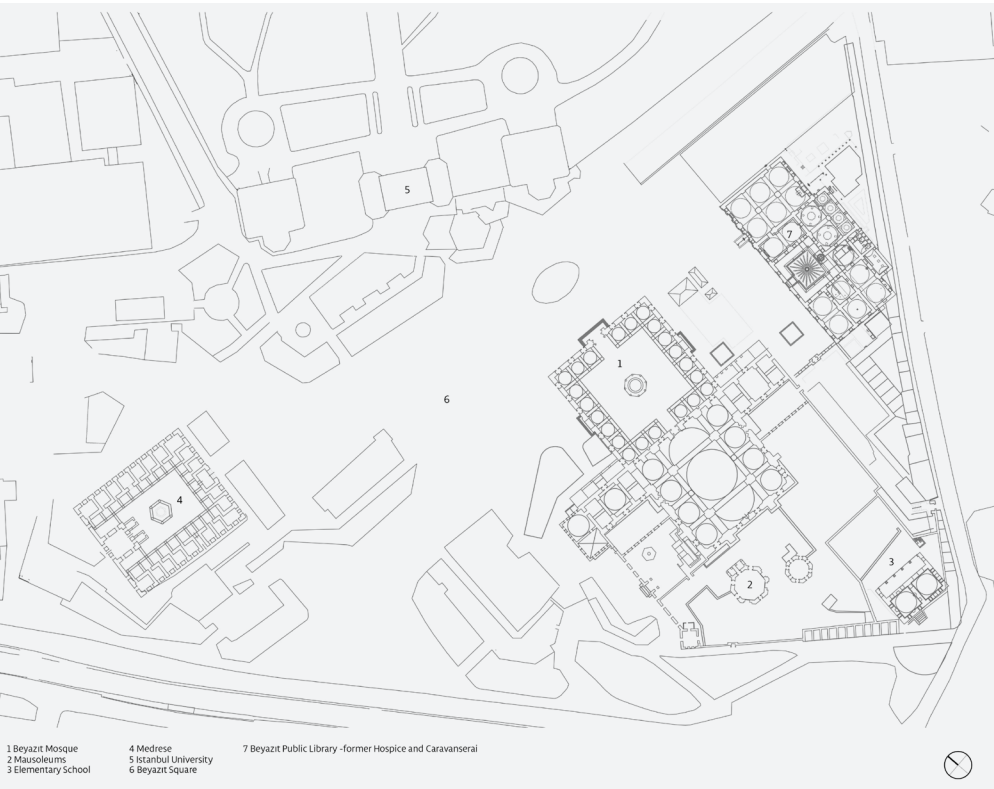 5
7
1
6
4
3
2
1 Beyazıt Mosque
2 Mausoleums
3 Elementary School
4 Medrese
5 Istanbul University
6 Beyazıt Square
7 Beyazıt Public Library -former Hospice and Caravanserai